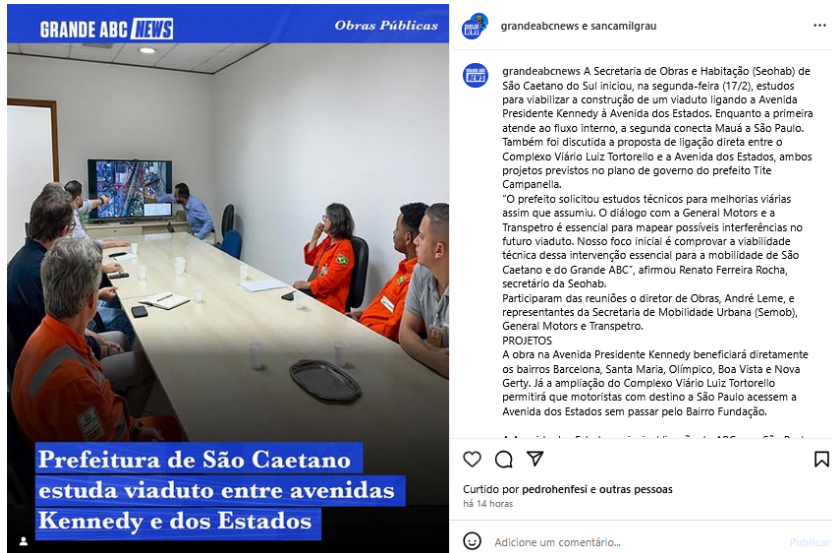 GRANDE ABC NEWS
Obras Públicas
Prefeitura de São Caetano
estuda viaduto entre avenidas
Kennedy e dos Estados
grandeabcnews e sancamilgrau
grandeabcnews A Secretaria de Obras e Habitação (Seohab) de
São Caetano do Sul iniciou, na segunda-feira (17/2), estudos
para viabilizar a construção de um viaduto ligando a Avenida
Presidente Kennedy à Avenida dos Estados. Enquanto a primeira
atende ao fluxo interno, a segunda conecta Mauá a São Paulo.
Também foi discutida a proposta de ligação direta entre o
Complexo Viário Luiz Tortorello e a Avenida dos Estados, ambos
projetos previstos no plano de governo do prefeito Tite
Campanella.
"O prefeito solicitou estudos técnicos para melhorias viárias
assim que assumiu. O diálogo com a General Motors e a
Transpetro é essencial para mapear possíveis interferências no
futuro viaduto. Nosso foco inicial é comprovar a viabilidade
técnica dessa intervenção essencial para a mobilidade de São
Caetano e do Grande ABC", afirmou Renato Ferreira Rocha,
secretário da Seohab.
Participaram das reuniões o diretor de Obras, André Leme, e
representantes da Secretaria de Mobilidade Urbana (Semob),
General Motors e Transpetro.
PROJETOS
A obra na Avenida Presidente Kennedy beneficiará diretamente
os bairros Barcelona, Santa Maria, Olímpico, Boa Vista e Nova
Gerty. Já a ampliação do Complexo Viário Luiz Tortorello
permitirá que motoristas com destino a São Paulo acessem a
Avenida dos Estados sem passar pelo Bairro Fundação.
Curtido por pedrohenfesi e outras pessoas
há 14 horas
Adicione um comentário...
Publicar